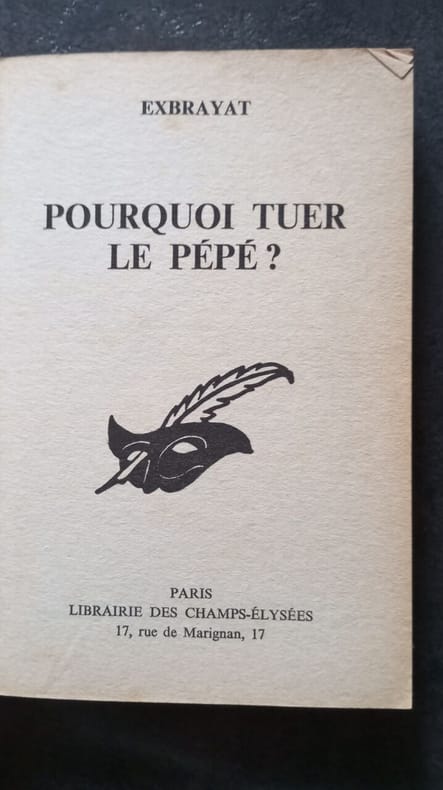 EXBRAYAT
POURQUOI TUER
LE PÉPÉ ?
PARIS
LIBRAIRIE DES CHAMPS-ÉLYSÉES
17, rue de Marignan, 17